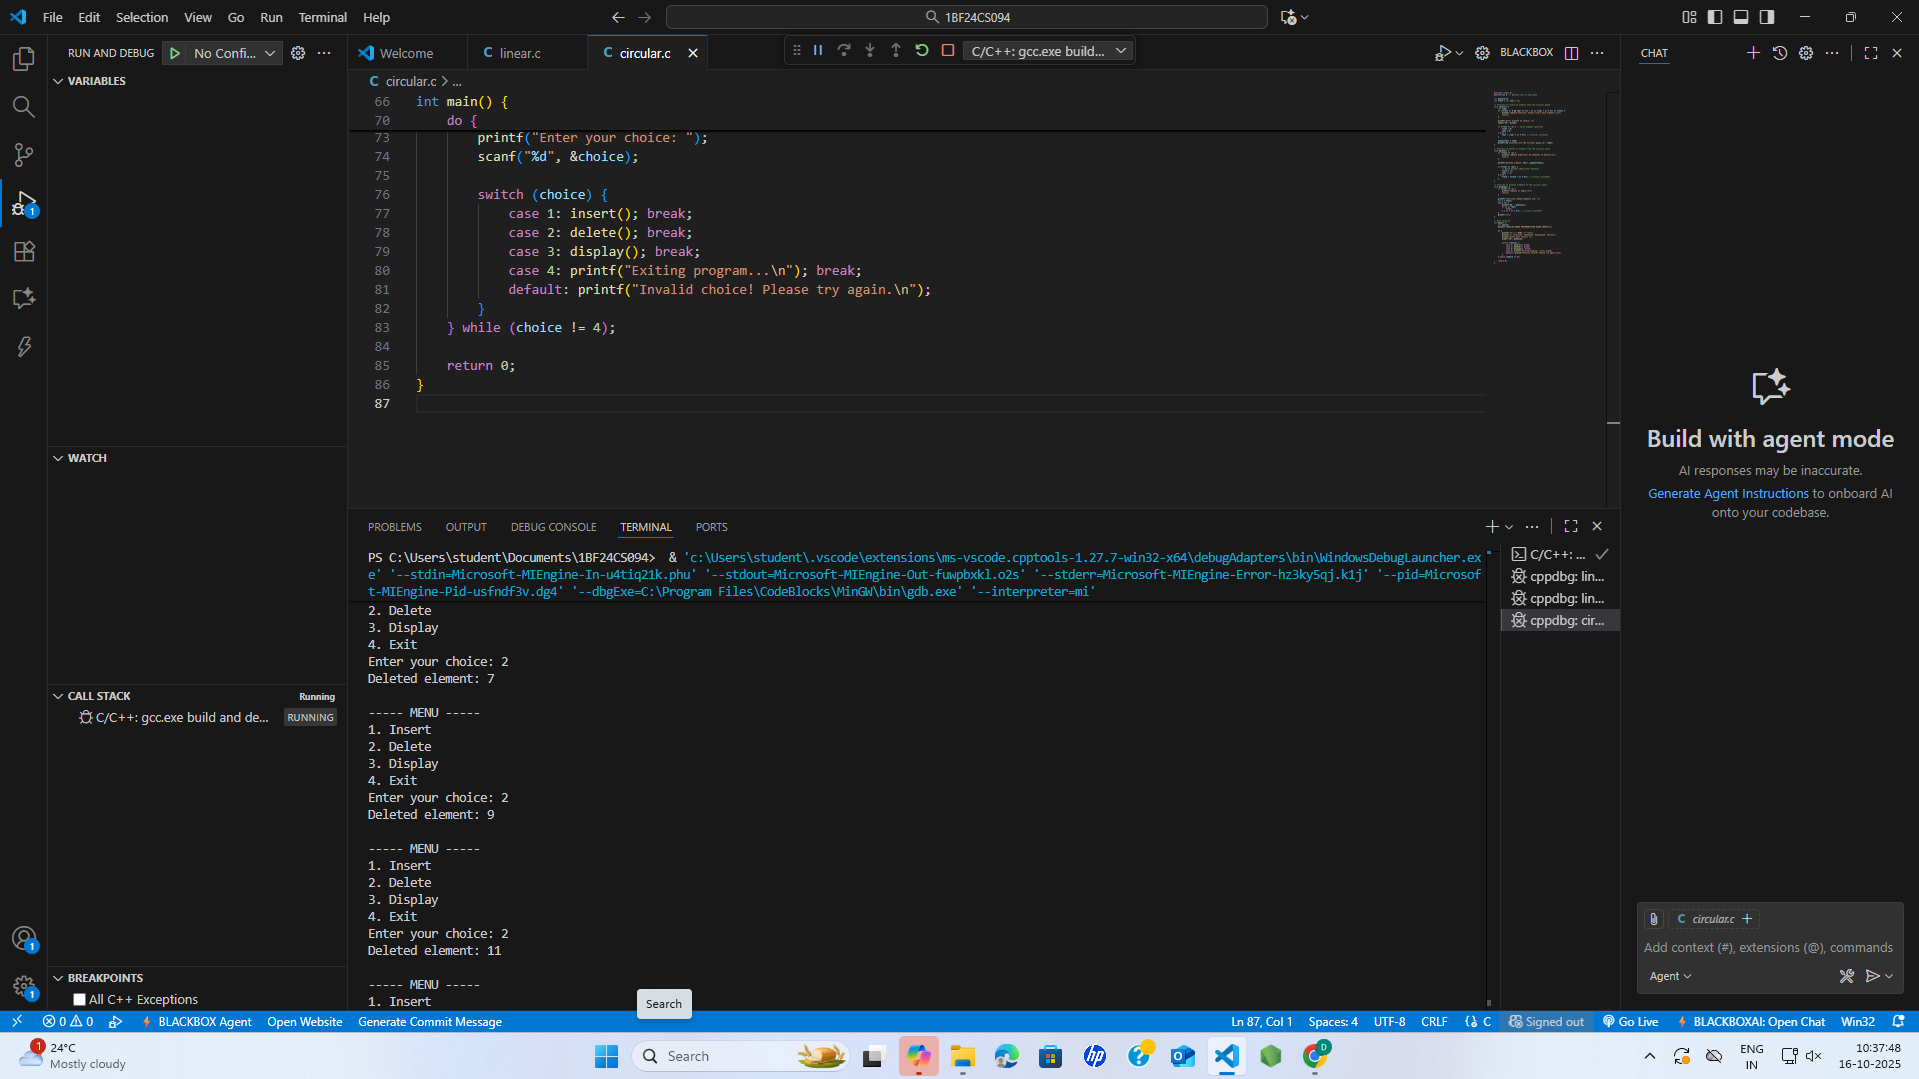 File Edit Selection View Go Run Terminal Help
1BF24CS094
RUN AND DEBUG No Confi...
Welcome linear.c circular.c
C/C++: gcc.exe build...
BLACKBOX
CHAT
VARIABLES
circular.c > ...
66 int main() {
70 do {
73 printf("Enter your choice: ");
74 scanf("%d", &choice);
75
76 switch (choice) {
77 case 1: insert(); break;
78 case 2: delete(); break;
79 case 3: display(); break;
80 case 4: printf("Exiting program...\n"); break;
81 default: printf("Invalid choice! Please try again.\n");
82 }
83 } while (choice != 4);
84
85 return 0;
86 }
87
WATCH
CALL STACK Running
C/C++: gcc.exe build and de... RUNNING
BREAKPOINTS
All C++ Exceptions
PROBLEMS OUTPUT DEBUG CONSOLE TERMINAL PORTS
PS C:\Users\student\Documents\1BF24CS094> & 'c:\Users\student\.vscode\extensions\ms-vscode.cpptools-1.27.7-win32-x64\debugAdapters\bin\WindowsDebugLauncher.ex
e' '--stdin=Microsoft-MIEngine-In-u4tiq21k.phu' '--stdout=Microsoft-MIEngine-Out-fuwpbxkl.o2s' '--stderr=Microsoft-MIEngine-Error-hz3ky5qj.k1j' '--pid=Microsof
t-MIEngine-Pid-usfndf3v.dg4' '--dbgExe=C:\Program Files\CodeBlocks\MinGW\bin\gdb.exe' '--interpreter=mi'
2. Delete
3. Display
4. Exit
Enter your choice: 2
Deleted element: 7
----- MENU -----
1. Insert
2. Delete
3. Display
4. Exit
Enter your choice: 2
Deleted element: 9
----- MENU -----
1. Insert
2. Delete
3. Display
4. Exit
Enter your choice: 2
Deleted element: 11
----- MENU -----
1. Insert
C/C++: ...
cppdbg: lin...
cppdbg: lin...
cppdbg: cir...
Build with agent mode
AI responses may be inaccurate.
Generate Agent Instructions to onboard AI
onto your codebase.
circular.c
Add context (#), extensions (@), commands
Agent
Search
1
1
1
0 0 BLACKBOX Agent Open Website Generate Commit Message
Ln 87, Col 1 Spaces: 4 UTF-8 CRLF {} C Signed out Go Live BLACKBOXAI: Open Chat Win32
1
24°C
Mostly cloudy
Search
hp
D
ENG
IN
10:37:48
16-10-2025